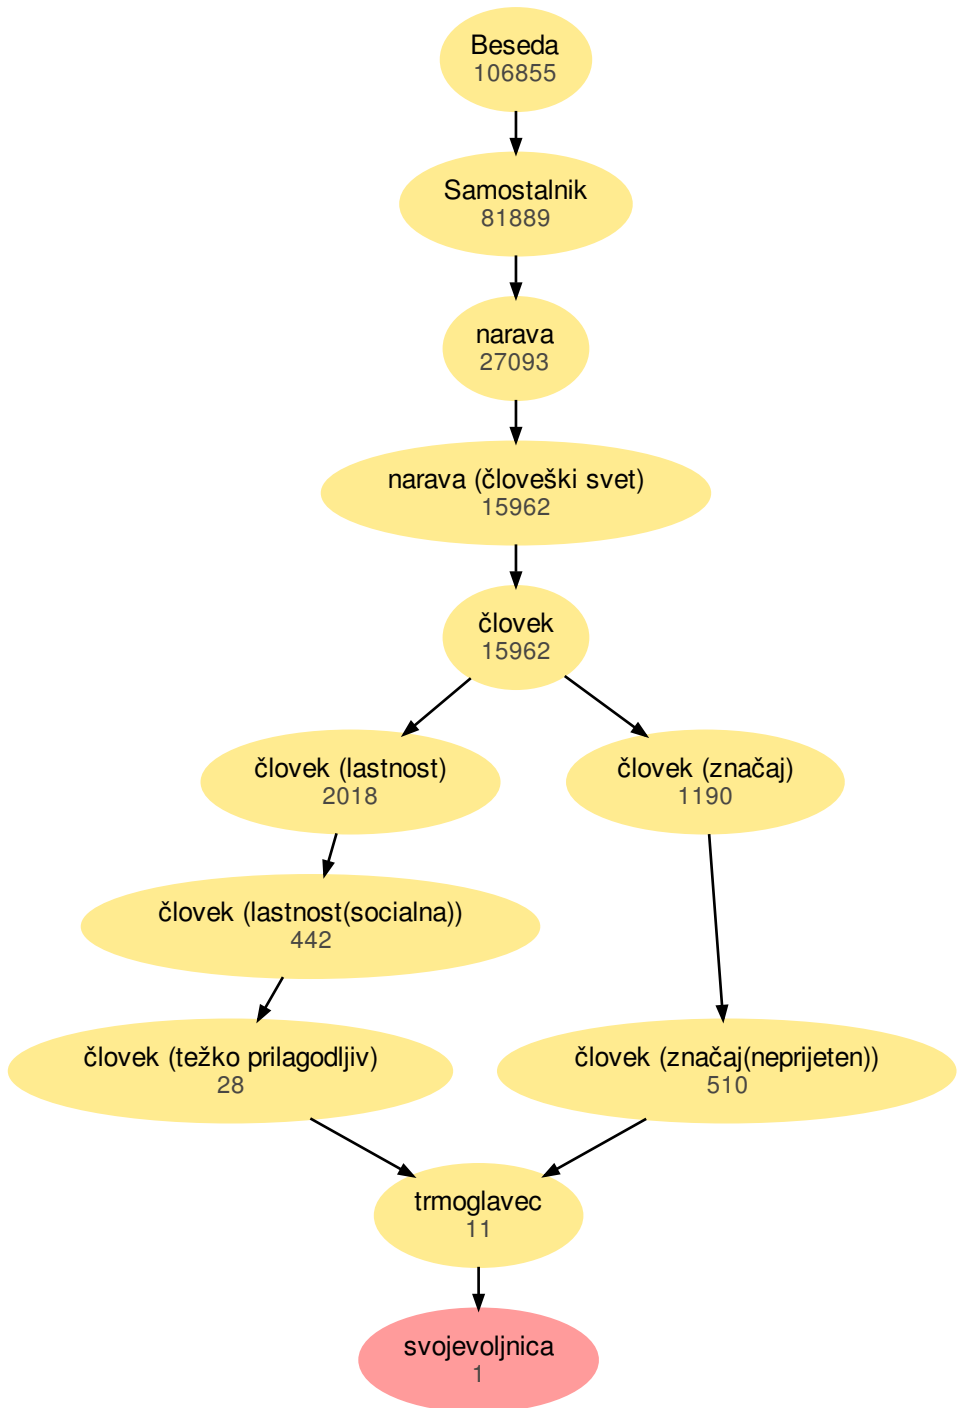 Beseda
106855
Samostalnik
81889
narava
27093
narava (človeški svet)
15962
človek
15962
človek (lastnost)
2018
človek (značaj)
1190
človek (lastnost(socialna))
442
človek (težko prilagodljiv)
28
človek (značaj(neprijeten))
510
trmoglavec
11
svojevoljnica
1